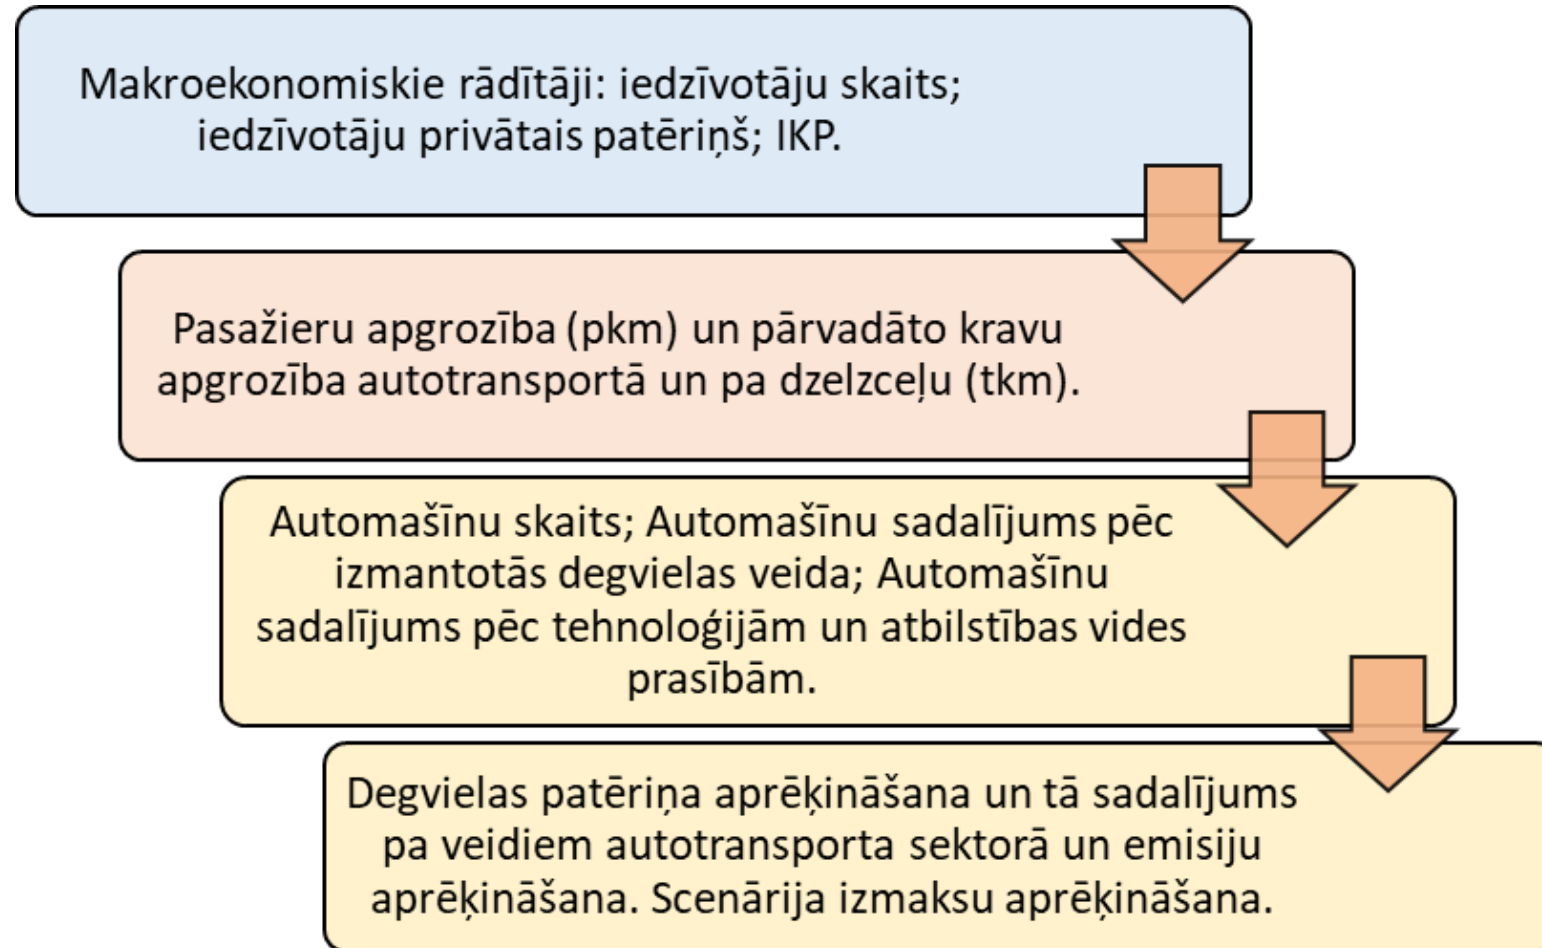 Makroekonomiskie rādītāji: iedzīvotāju skaits;
iedzīvotāju privātais patēriņš; IKP.
Pasažieru apgrozība (pkm) un pārvadāto kravu
apgrozība autotransportā un pa dzelzceļu (tkm).
Automašīnu skaits; Automašīnu sadalījums pēc
izmantotās degvielas veida; Automašīnu
sadalījums pēc tehnoloģijām un atbilstības vides
prasībām.
Degvielas patēriņa aprēķināšana un tā sadalījums
pa veidiem autotransporta sektorā un emisiju
aprēķināšana. Scenārija izmaksu aprēķināšana.